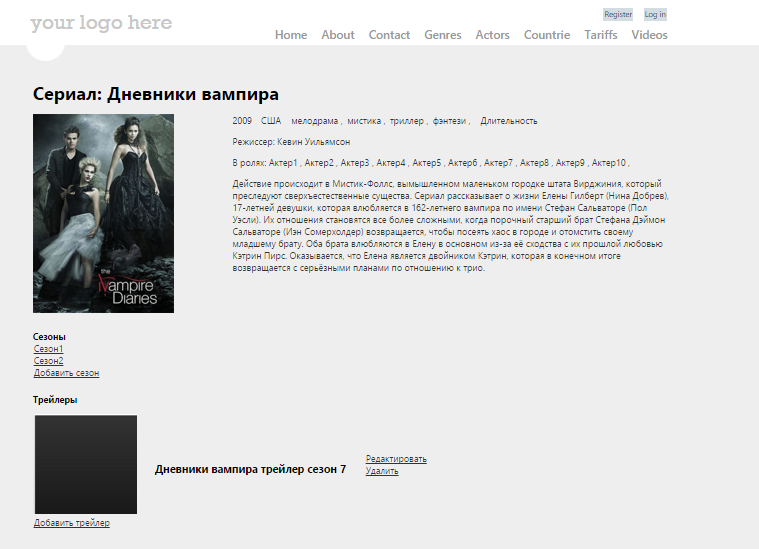 your logo here
Register Log in
Home About Contact Genres Actors Countrie Tariffs Videos
Сериал: Дневники вампира
2009 США мелодрама , мистика , триллер , фэнтези , Длительность
Режиссер: Кевин Уильямсон
В ролях: Актер1 , Актер2 , Актер3 , Актер4 , Актер5 , Актер6 , Актер7 , Актер8 , Актер9 , Актер10 ,
Действие происходит в Мистик-Фоллс, вымышленном маленьком городке штата Вирджиния, который
преследуют сверхъестественные существа. Сериал рассказывает о жизни Елены Гилберт (Нина Добрев),
17-летней девушки, которая влюбляется в 162-летнего вампира по имени Стефан Сальваторе (Пол
Уэсли). Их отношения становятся все более сложными, когда порочный старший брат Стефана Дэймон
Сальваторе (Иэн Сомерхолдер) возвращается, чтобы посеять хаос в городе и отомстить своему
младшему брату. Оба брата влюбляются в Елену в основном из-за её сходства с их прошлой любовью
Кэтрин Пирс. Оказывается, что Елена является двойником Кэтрин, которая в конечном итоге
возвращается с серьёзными планами по отношению к трио.
the
Vampire
Diaries
Сезоны
Сезон1
Сезон2
Добавить сезон
Трейлеры
Дневники вампира трейлер сезон 7
Редактировать
Удалить
Добавить трейлер